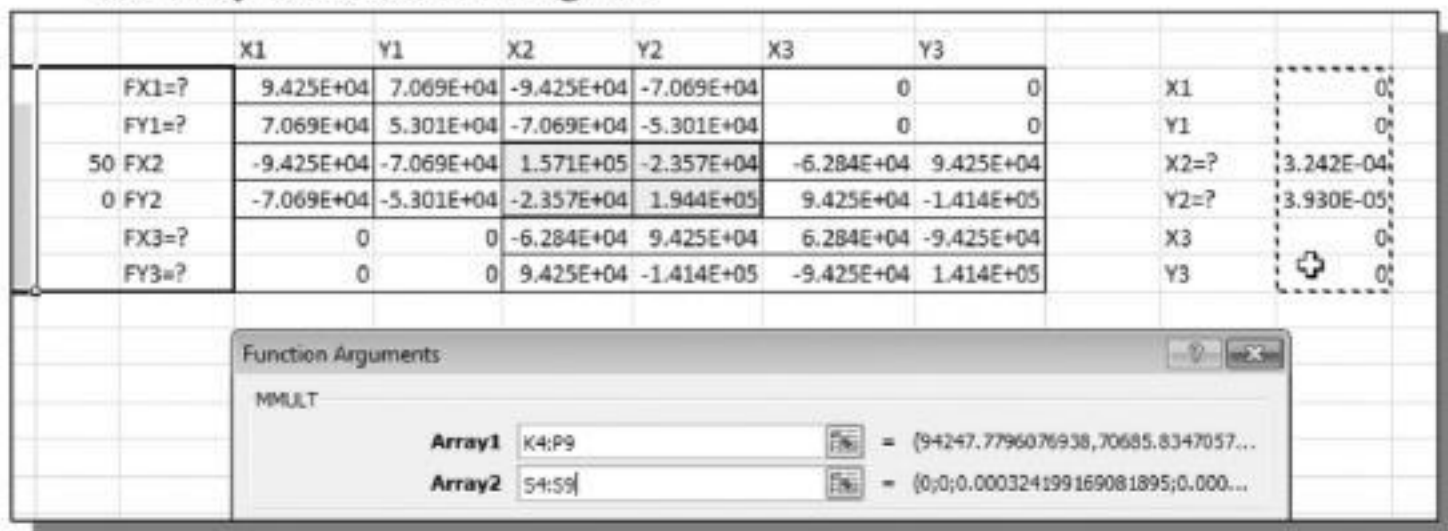 X1 Y1 X2 Y2 X3 Y3
FX1=? 9.425E+04 7.069E+04 -9.425E+04 -7.069E+04 0 0 X1 0
FY1=? 7.069E+04 5.301E+04 -7.069E+04 -5.301E+04 0 0 Y1 0
50 FX2 -9.425E+04 -7.069E+04 1.571E+05 -2.357E+04 -6.284E+04 9.425E+04 X2=? 3.242E-04
0 FY2 -7.069E+04 -5.301E+04 -2.357E+04 1.944E+05 9.425E+04 -1.414E+05 Y2=? 3.930E-05
FX3=? 0 0 -6.284E+04 9.425E+04 6.284E+04 -9.425E+04 X3 0
FY3=? 0 0 9.425E+04 -1.414E+05 -9.425E+04 1.414E+05 Y3 0
Function Arguments
MMULT
Array1 K4:P9 = {94247.7796076938,70685.8347057...
Array2 S4:S9 = {0;0;0.000324199169081895;0.000...